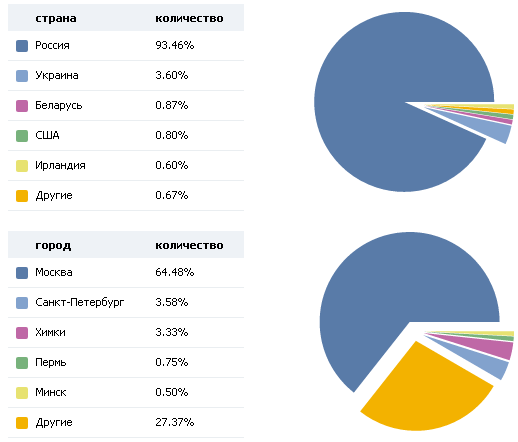 страна количество
Россия 93.46%
Украина 3.60%
Беларусь 0.87%
США 0.80%
Ирландия 0.60%
Другие 0.67%
город количество
Москва 64.48%
Санкт-Петербург 3.58%
Химки 3.33%
Пермь 0.75%
Минск 0.50%
Другие 27.37%